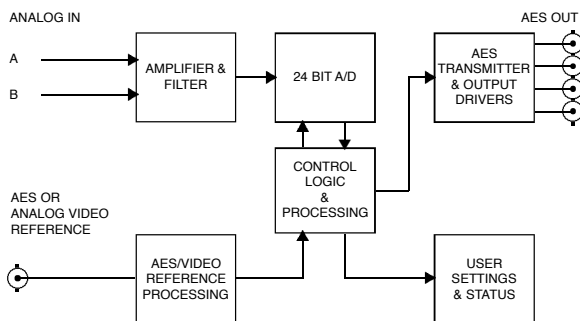 ANALOG IN
AES OUT
A
B
AMPLIFIER &
FILTER
24 BIT A/D
AES
TRANSMITTER
& OUTPUT
DRIVERS
CONTROL
LOGIC
&
PROCESSING
AES OR
ANALOG VIDEO
REFERENCE
AES/VIDEO
REFERENCE
PROCESSING
USER
SETTINGS
& STATUS